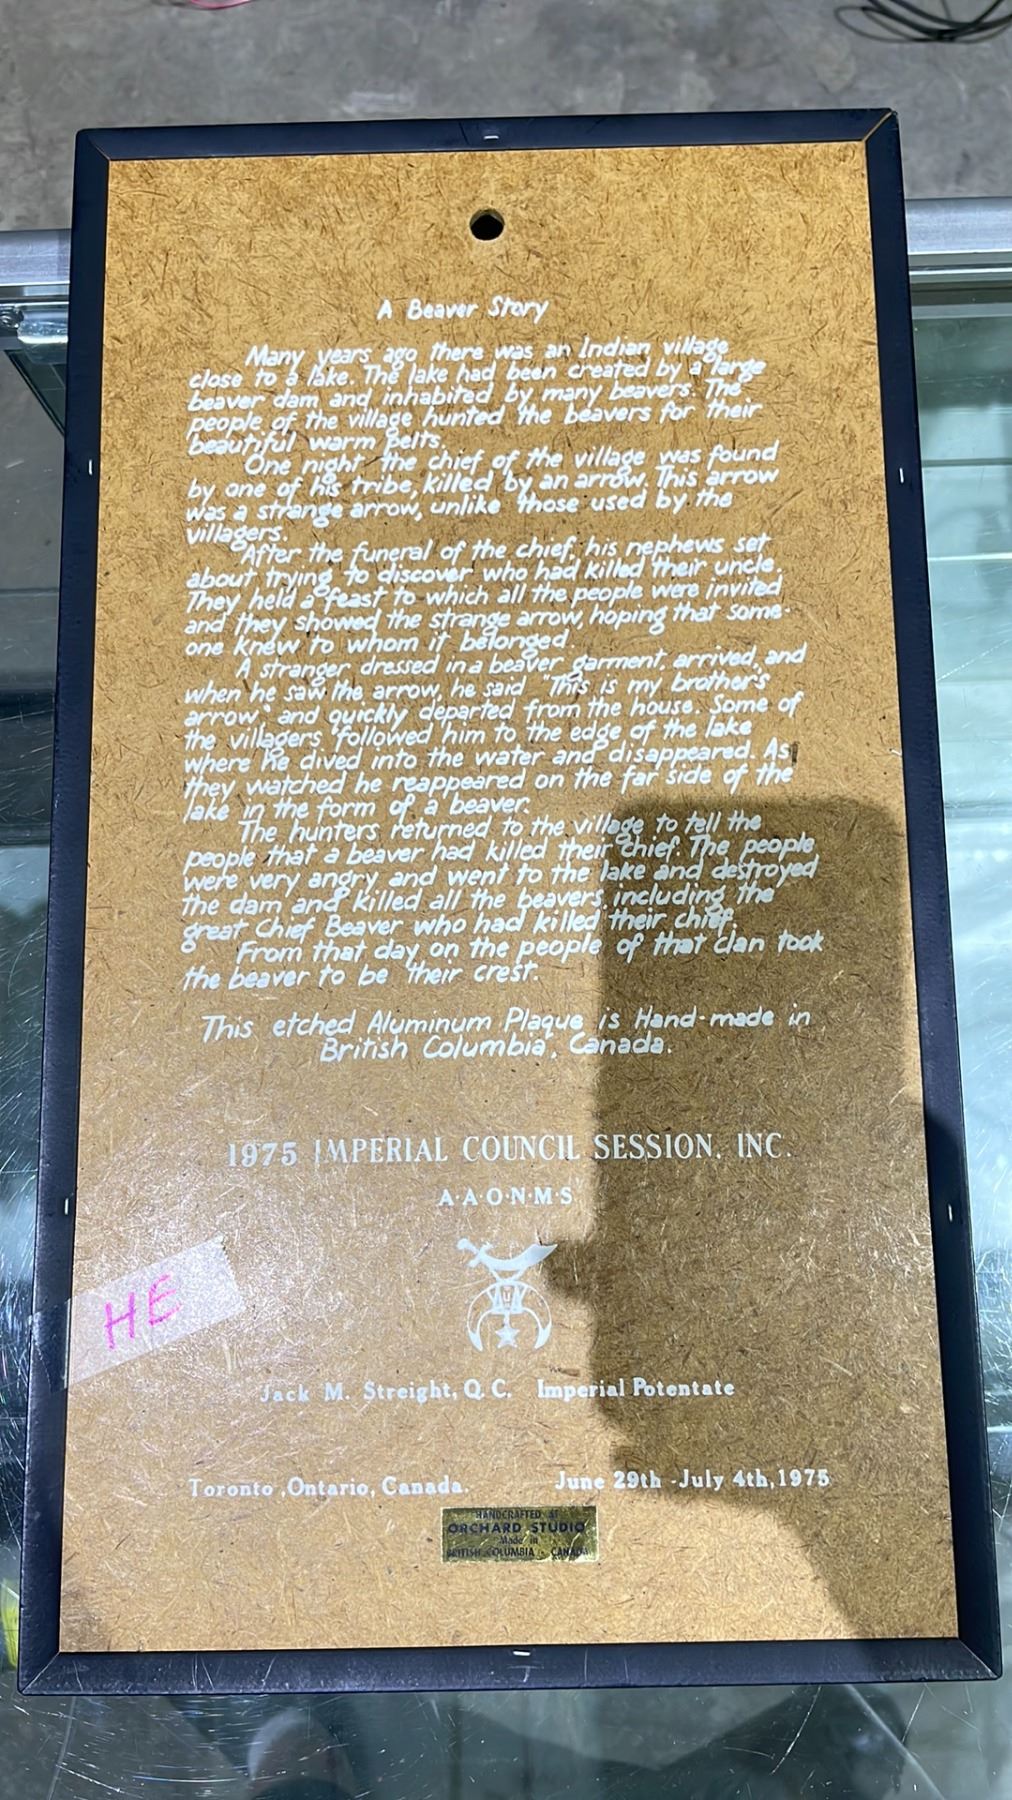 A Beaver Story
Many years ago there was an Indian village
close to a lake. The lake had been created by a large
beaver dam and inhabited by many beavers. The
people of the village hunted the beavers for their
beautiful warm pelts.
One night the chief of the village was found
by one of his tribe, killed by an arrow. This arrow
was a strange arrow, unlike those used by the
villagers.
After the funeral of the chief, his nephews set
about trying to discover who had killed their uncle.
They held a feast to which all the people were invited
and they showed the strange arrow, hoping that some-
one knew to whom it belonged.
A stranger dressed in a beaver garment, arrived, and
when he saw the arrow, he said "This is my brother's
arrow", and quickly departed from the house. Some of
the villagers followed him to the edge of the lake
where he dived into the water and disappeared. As
they watched he reappeared on the far side of the
lake in the form of a beaver.
The hunters returned to the village to tell the
people that a beaver had killed their chief. The people
were very angry and went to the lake and destroyed
the dam and killed all the beavers, including the
great Chief Beaver who had killed their chief.
From that day on the people of that clan took
the beaver to be their crest.
This etched Aluminum Plaque is Hand-made in
British Columbia, Canada.
1975 IMPERIAL COUNCIL SESSION, INC.
A·A·O·N·M·S
HE
Jack M. Streight, Q.C. Imperial Potentate
Toronto, Ontario, Canada. June 29th - July 4th, 1975
HANDCRAFTED AT
ORCHARD STUDIO
Made in
BRITISH COLUMBIA - CANADA